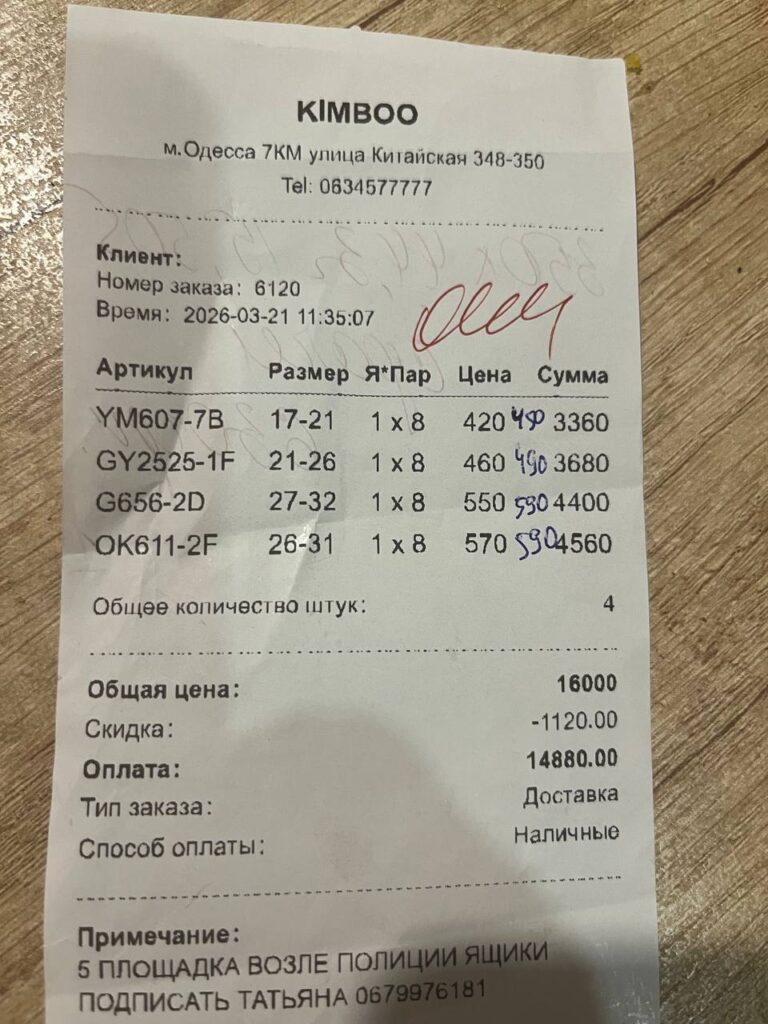 KIMBOO
м.Одесса 7КМ улица Китайская 348-350
Tel: 0634577777
Клиент:
Номер заказа: 6120
Время: 2026-03-21 11:35:07
Артикул Размер Я*Пар Цена Сумма
YM607-7B 17-21 1 x 8 420 3360
GY2525-1F 21-26 1 x 8 460 490 3680
G656-2D 27-32 1 x 8 550 590 4400
OK611-2F 26-31 1 x 8 570 590 4560
Общее количество штук: 4
Общая цена: 16000
Скидка: -1120.00
Оплата: 14880.00
Тип заказа: Доставка
Способ оплаты: Наличные
Примечание:
5 ПЛОЩАДКА ВОЗЛЕ ПОЛИЦИИ ЯЩИКИ
ПОДПИСАТЬ ТАТЬЯНА 0679976181